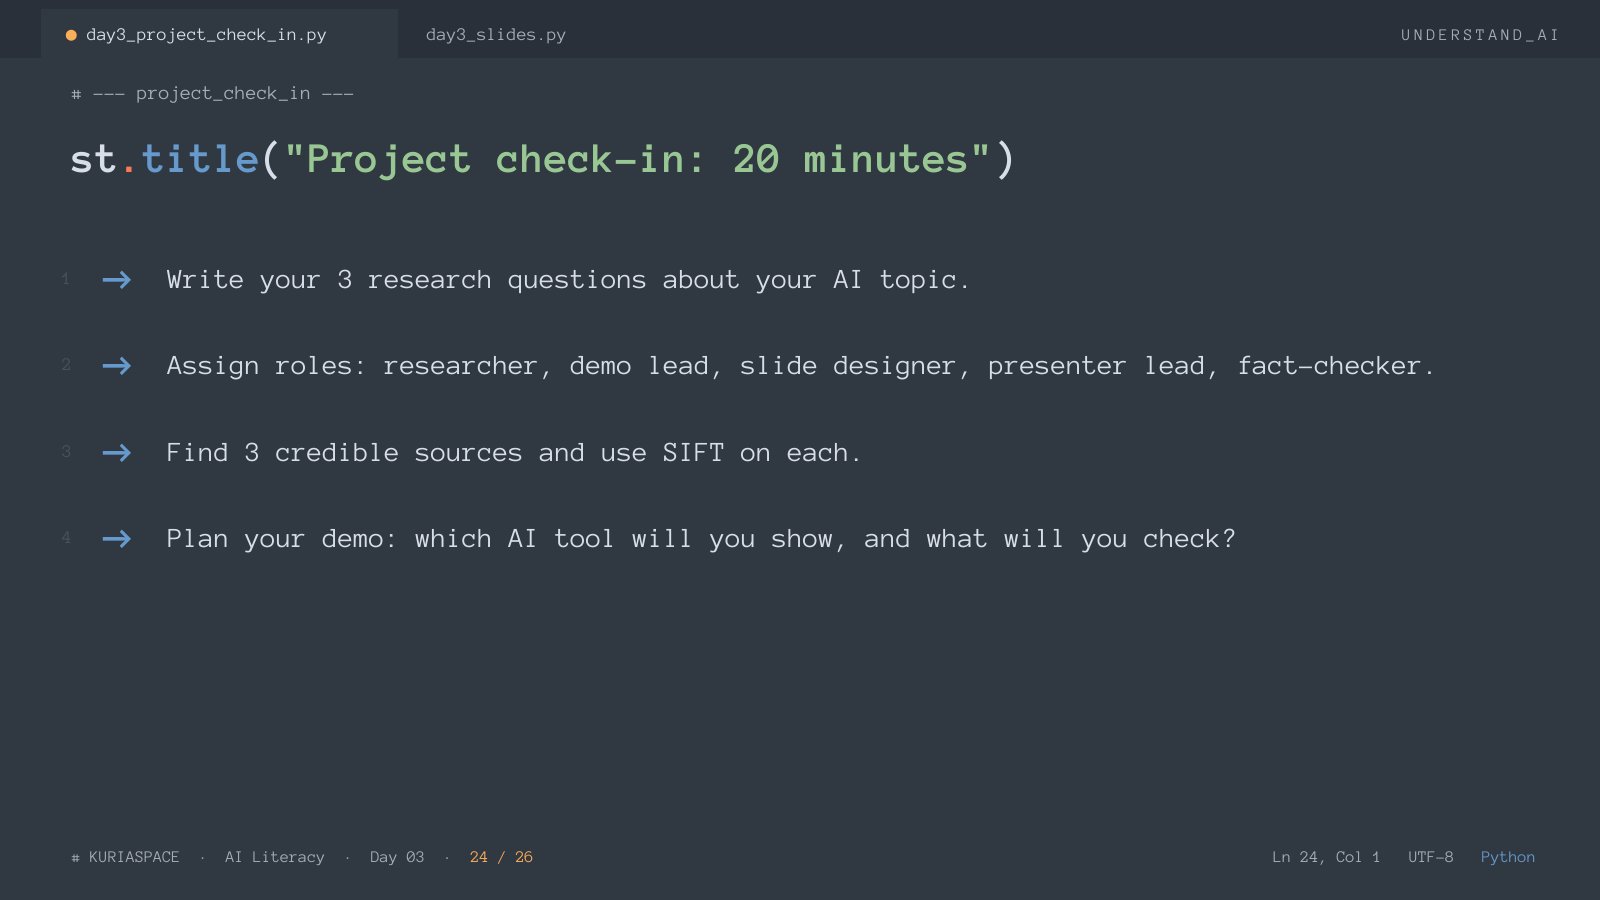 day3_project_check_in.py
day3_slides.py
UNDERSTAND_AI
# --- project_check_in ---
st.title("Project check-in: 20 minutes")
1 → Write your 3 research questions about your AI topic.
2 → Assign roles: researcher, demo lead, slide designer, presenter lead, fact-checker.
3 → Find 3 credible sources and use SIFT on each.
4 → Plan your demo: which AI tool will you show, and what will you check?
# KURIASPACE · AI Literacy · Day 03 · 24 / 26
Ln 24, Col 1 UTF-8 Python